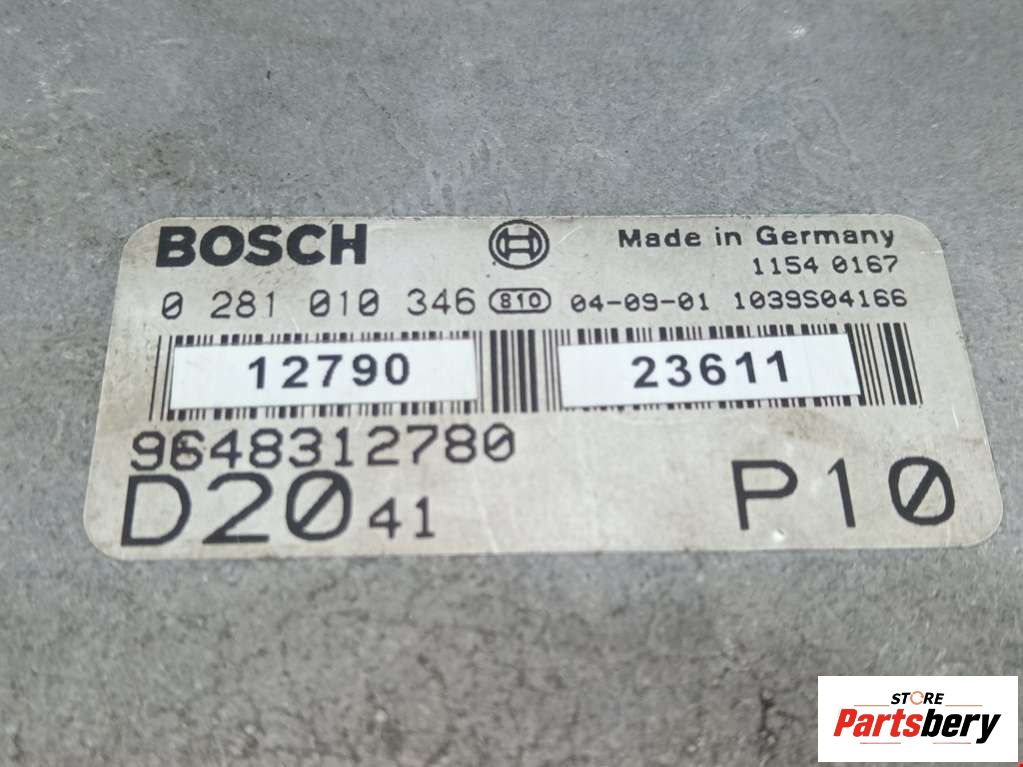 BOSCH Made in Germany
1154 0167
0 281 010 346 810 04-09-01 1039S04166
12790 23611
9648312780
D20 41 P10
STORE
Partsbery